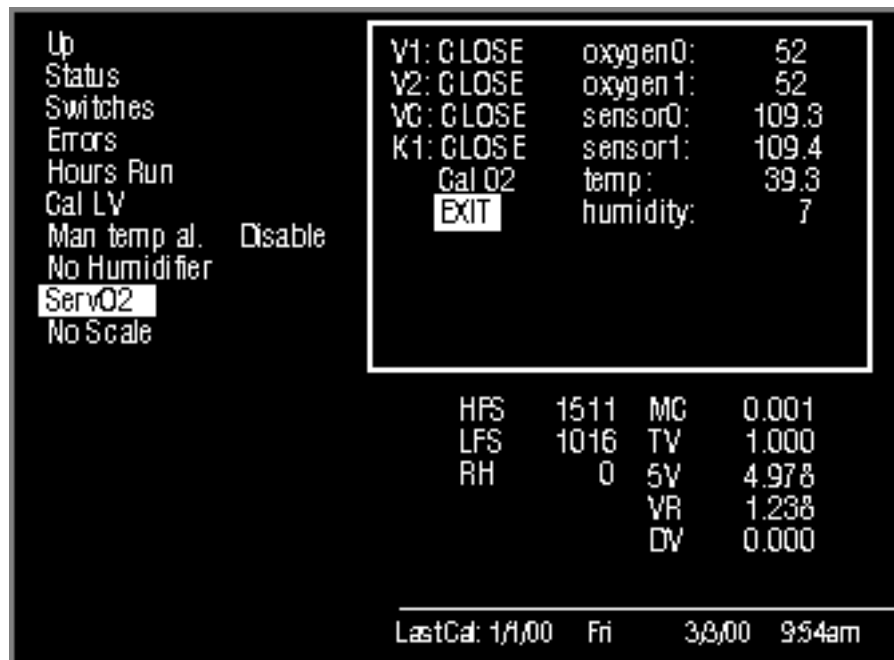 Up
Status
Switches
Errors
Hours Run
Cal LV
Man temp al. Disable
No Humidifier
ServO2
No Scale
V1: CLOSE oxygen0: 52
V2: CLOSE oxygen1: 52
VC: CLOSE sensor0: 109.3
K1: CLOSE sensor1: 109.4
Cal O2 temp: 39.3
EXIT humidity: 7
HFS 1511 MC 0.001
LFS 1016 TV 1.000
RH 0 5V 4.978
VR 1.238
DV 0.000
LastCal: 1/1/00 Fri 3/3/00 9:54am